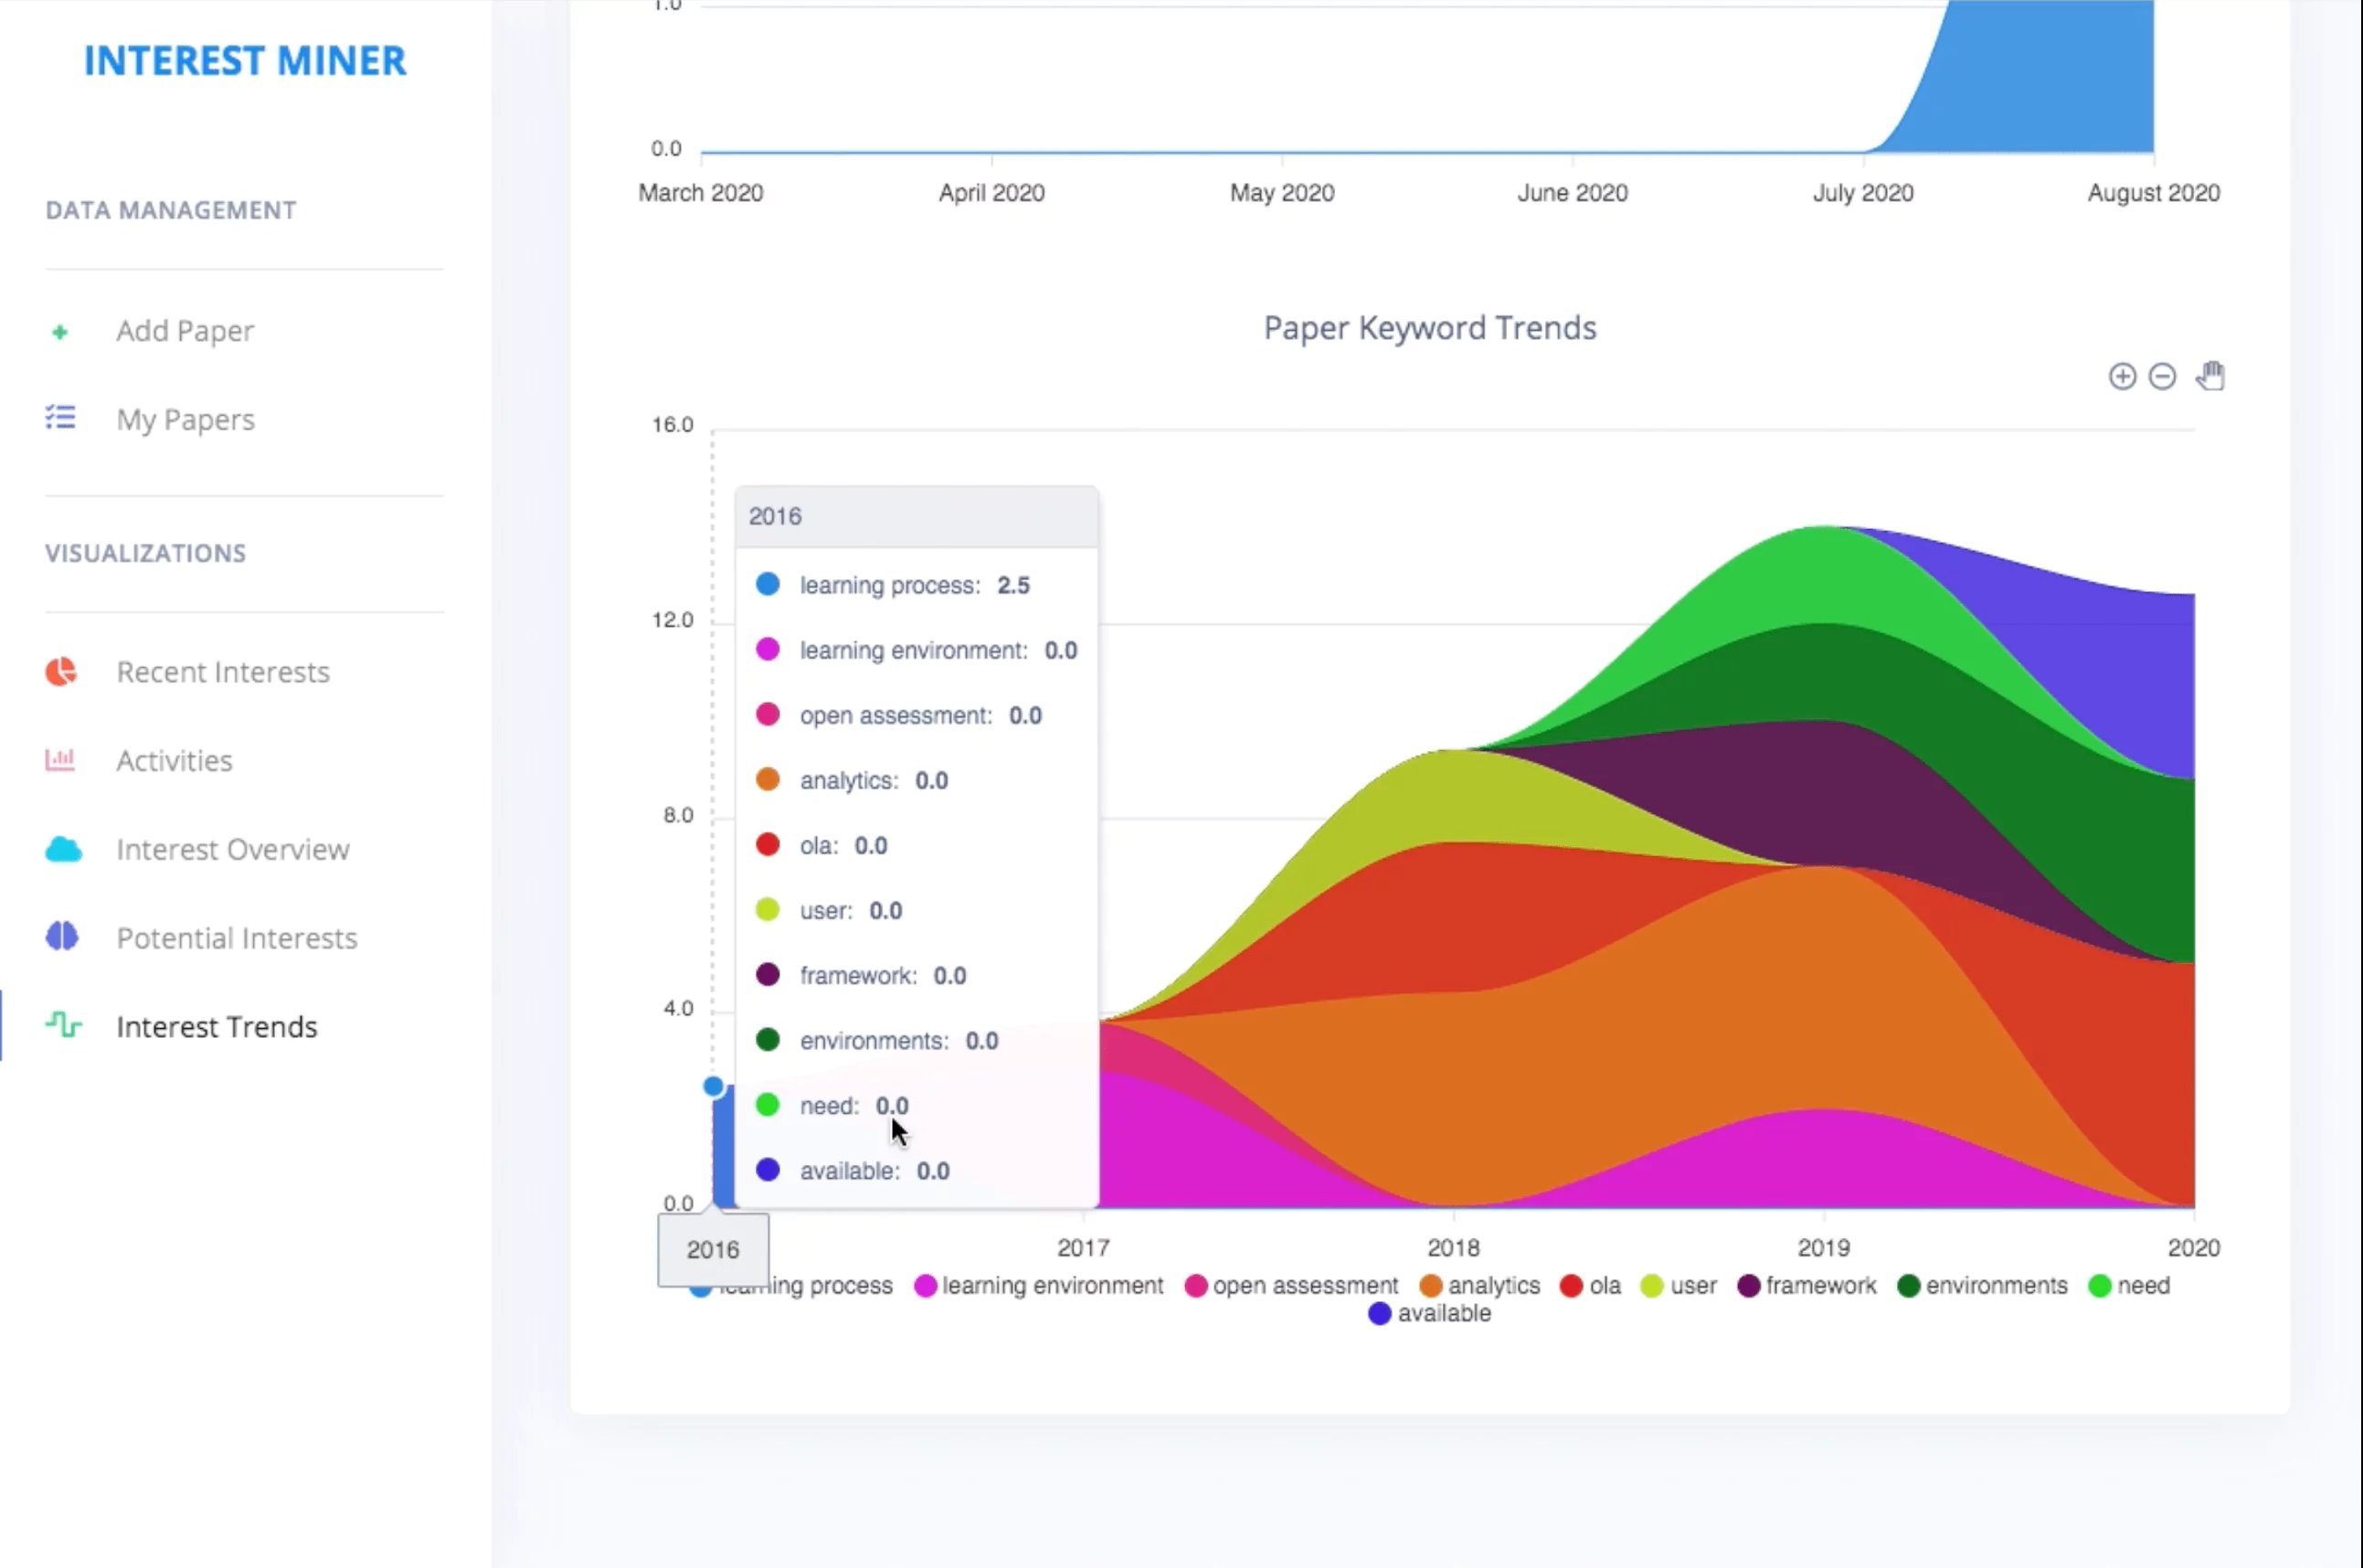 INTEREST MINER
DATA MANAGEMENT
Add Paper
My Papers
VISUALIZATIONS
Recent Interests
Activities
Interest Overview
Potential Interests
Interest Trends
1.0
0.0
March 2020 April 2020 May 2020 June 2020 July 2020 August 2020
Paper Keyword Trends
16.0
12.0
8.0
4.0
0.0
2016
learning process: 2.5
learning environment: 0.0
open assessment: 0.0
analytics: 0.0
ola: 0.0
user: 0.0
framework: 0.0
environments: 0.0
need: 0.0
available: 0.0
2016 2017 2018 2019 2020
learning process learning environment open assessment analytics ola user framework environments need
available